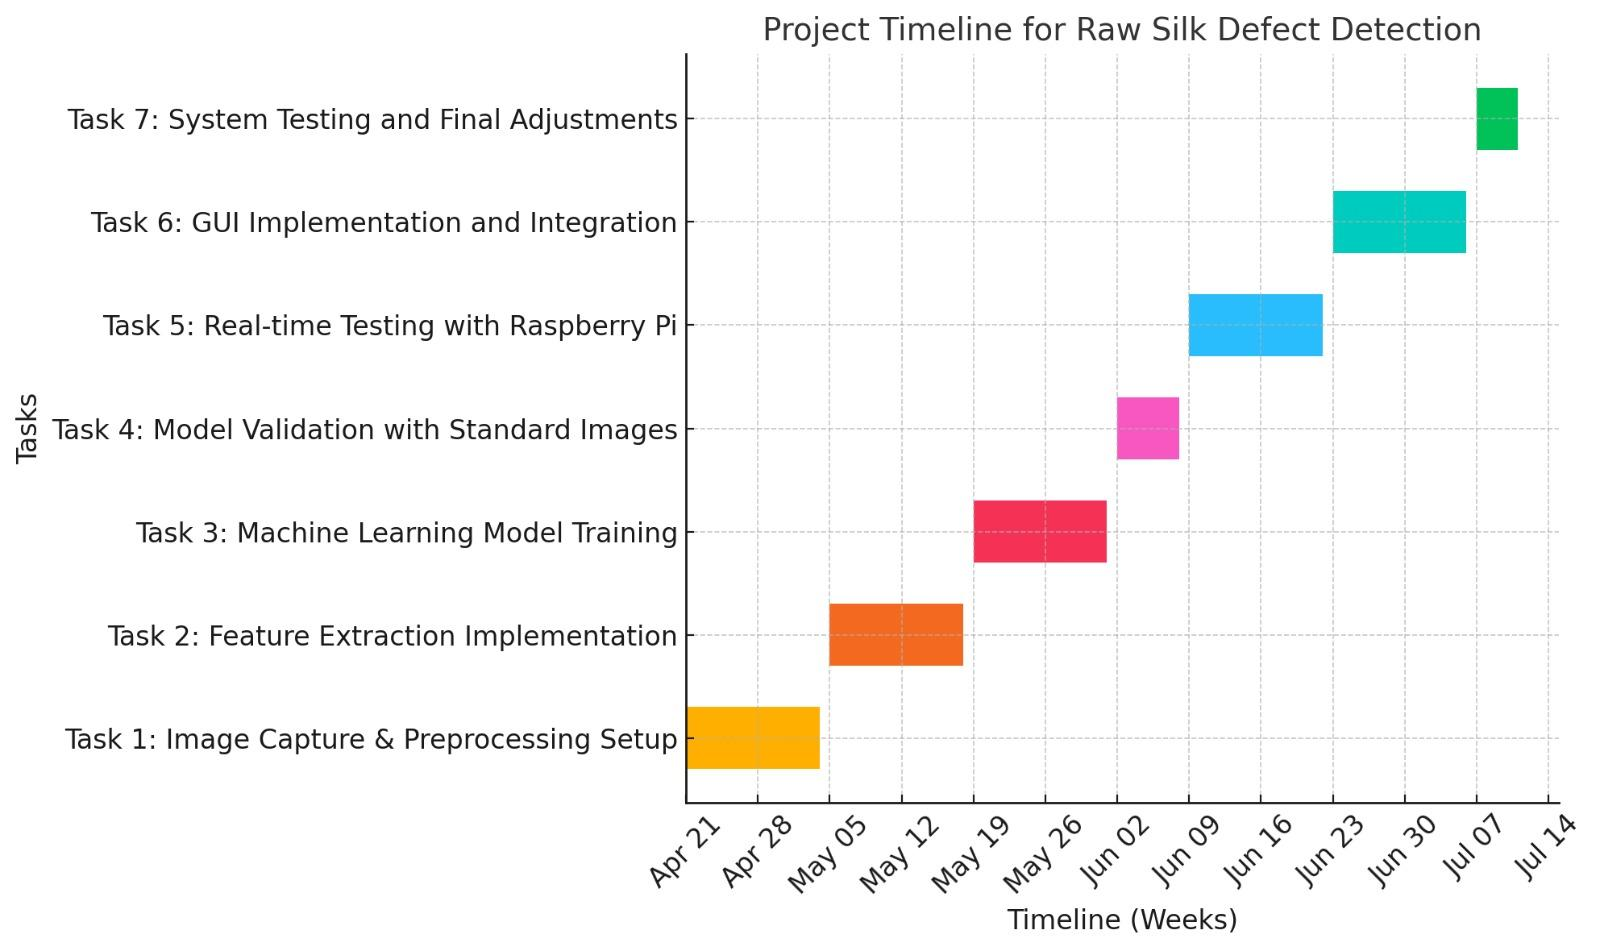 Project Timeline for Raw Silk Defect Detection
Task 7: System Testing and Final Adjustments
Task 6: GUI Implementation and Integration
Task 5: Real-time Testing with Raspberry Pi
Task 4: Model Validation with Standard Images
Task 3: Machine Learning Model Training
Task 2: Feature Extraction Implementation
Task 1: Image Capture & Preprocessing Setup
Tasks
Apr 21
Apr 28
May 05
May 12
May 19
May 26
Jun 02
Jun 09
Jun 16
Jun 23
Jun 30
Jul 07
Jul 14
Timeline (Weeks)